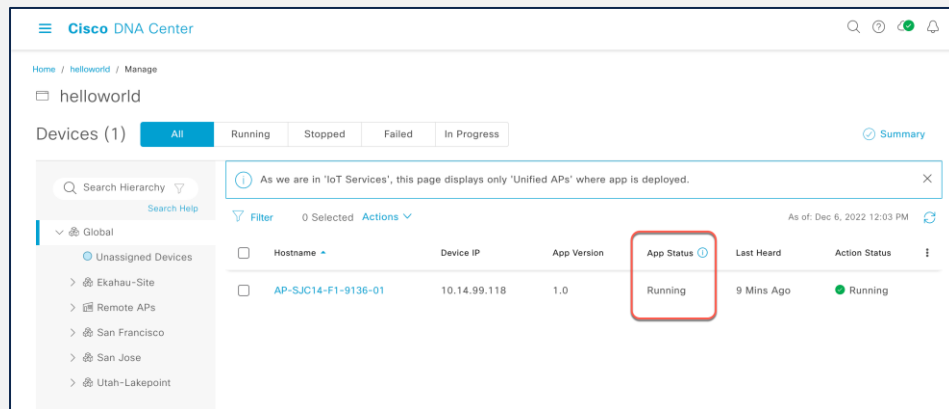 Cisco DNA Center
Home / helloworld / Manage
helloworld
Devices (1) All Running Stopped Failed In Progress Summary
Search Hierarchy
Search Help
Global
Unassigned Devices
Ekahau-Site
Remote APs
San Francisco
San Jose
Utah-Lakepoint
As we are in 'IoT Services', this page displays only 'Unified APs' where app is deployed.
Filter 0 Selected Actions As of: Dec 6, 2022 12:03 PM
Hostname Device IP App Version App Status Last Heard Action Status
AP-SJC14-F1-9136-01 10.14.99.118 1.0 Running 9 Mins Ago Running